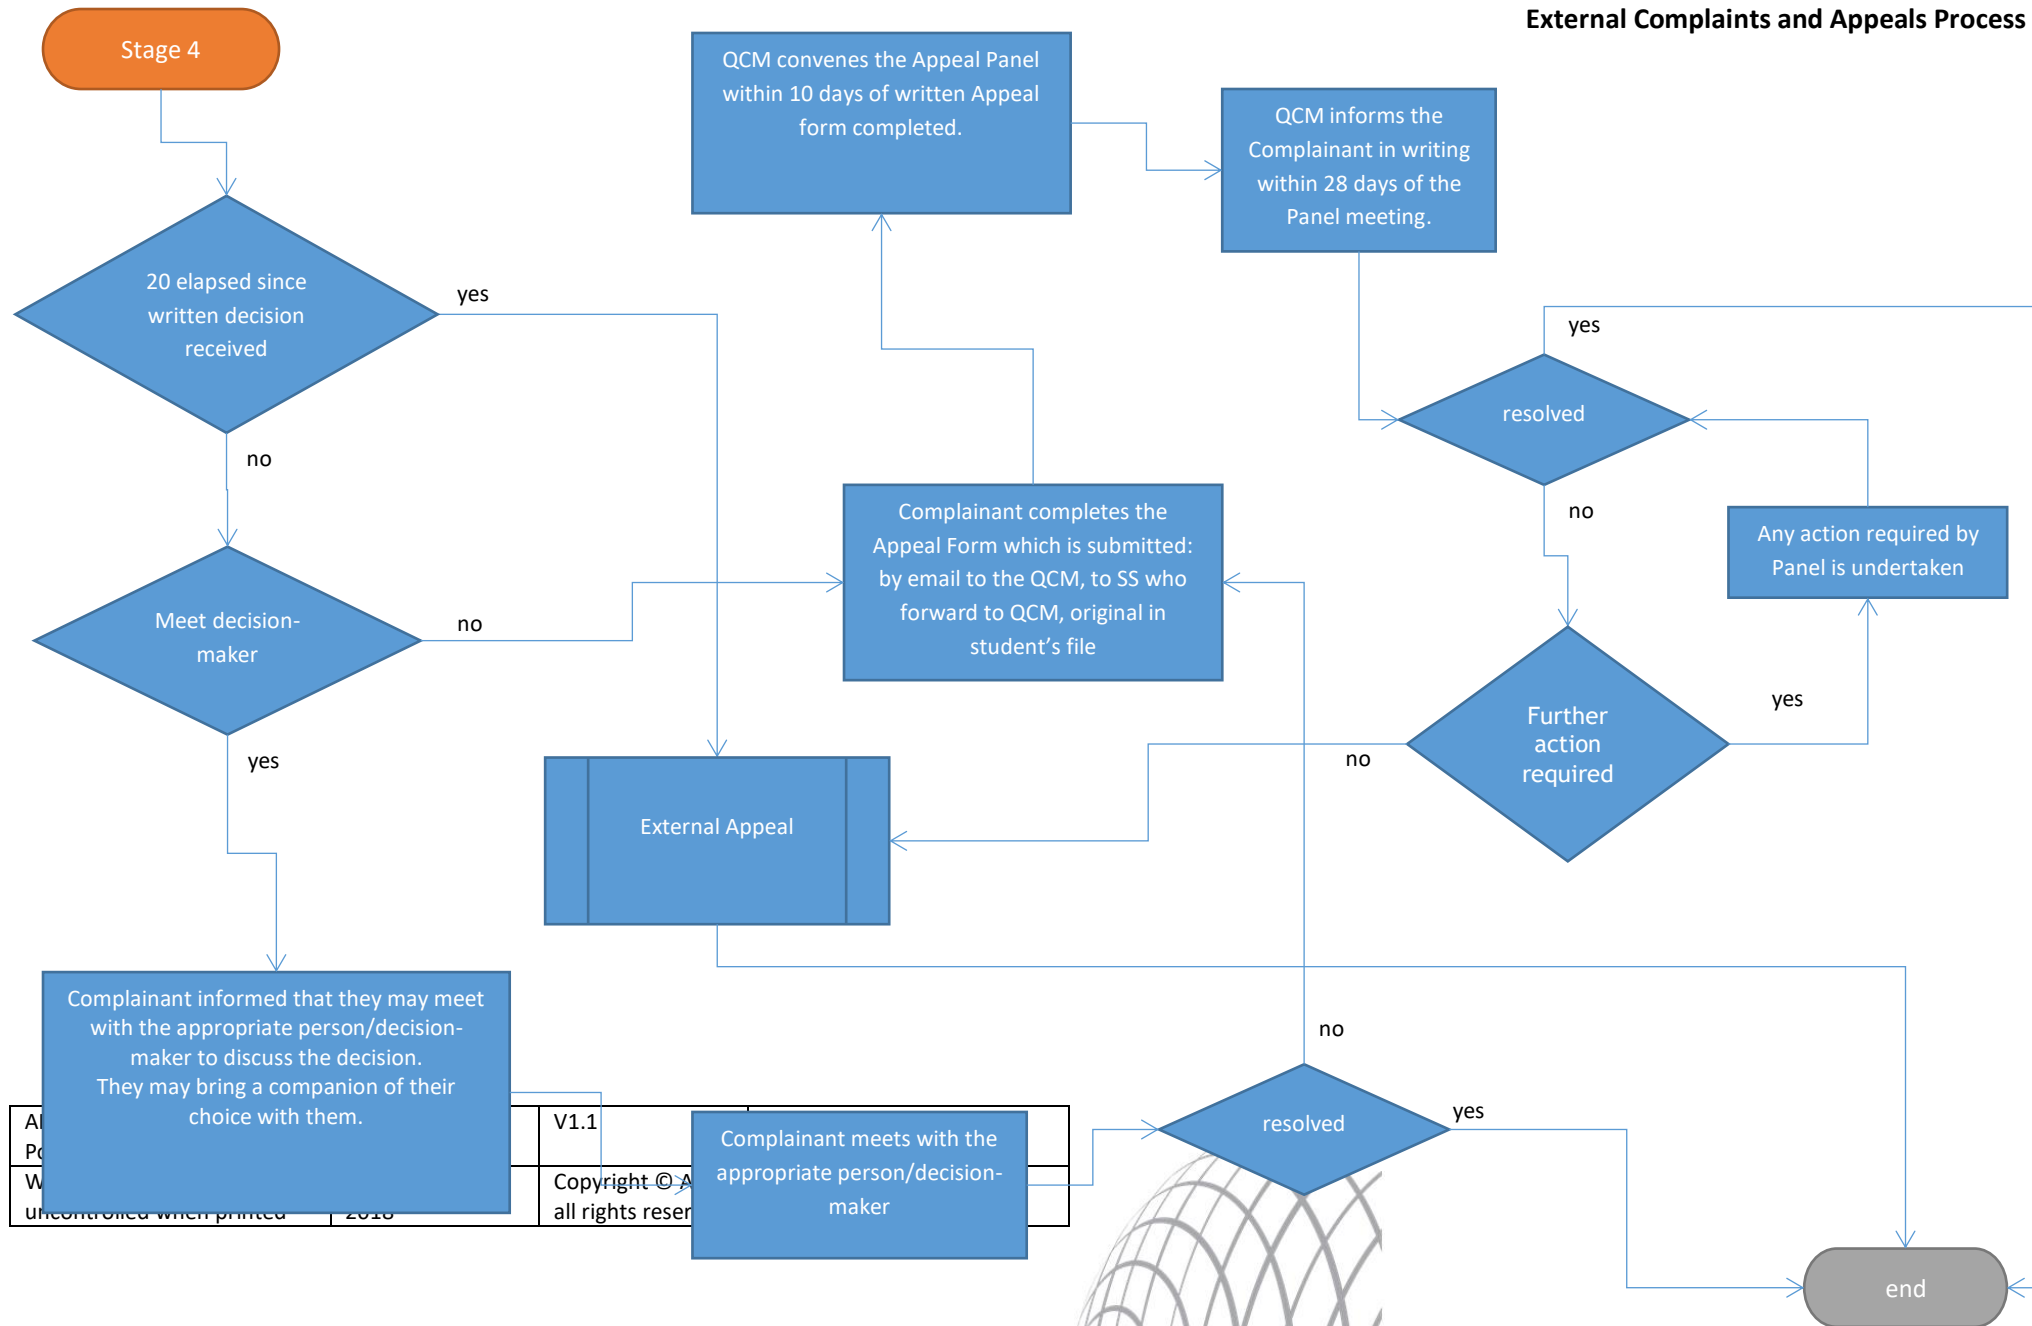 External Complaints and Appeals Process
Stage 4
QCM convenes the Appeal Panel
within 10 days of written Appeal
form completed.
QCM informs the
Complainant in writing
within 28 days of the
Panel meeting.
20 elapsed since
written decision
received
yes
no
yes
resolved
no
Complainant completes the
Appeal Form which is submitted:
by email to the QCM, to SS who
forward to QCM, original in
student's file
Any action required by
Panel is undertaken
Meet decision-
maker
no
yes
Further
action
required
yes
no
External Appeal
Complainant informed that they may meet
with the appropriate person/decision-
maker to discuss the decision.
They may bring a companion of their
choice with them.
no
resolved
yes
Complainant meets with the
appropriate person/decision-
maker
V1.1
Copyright ©
all rights
uncontrolled when printed
2018
end